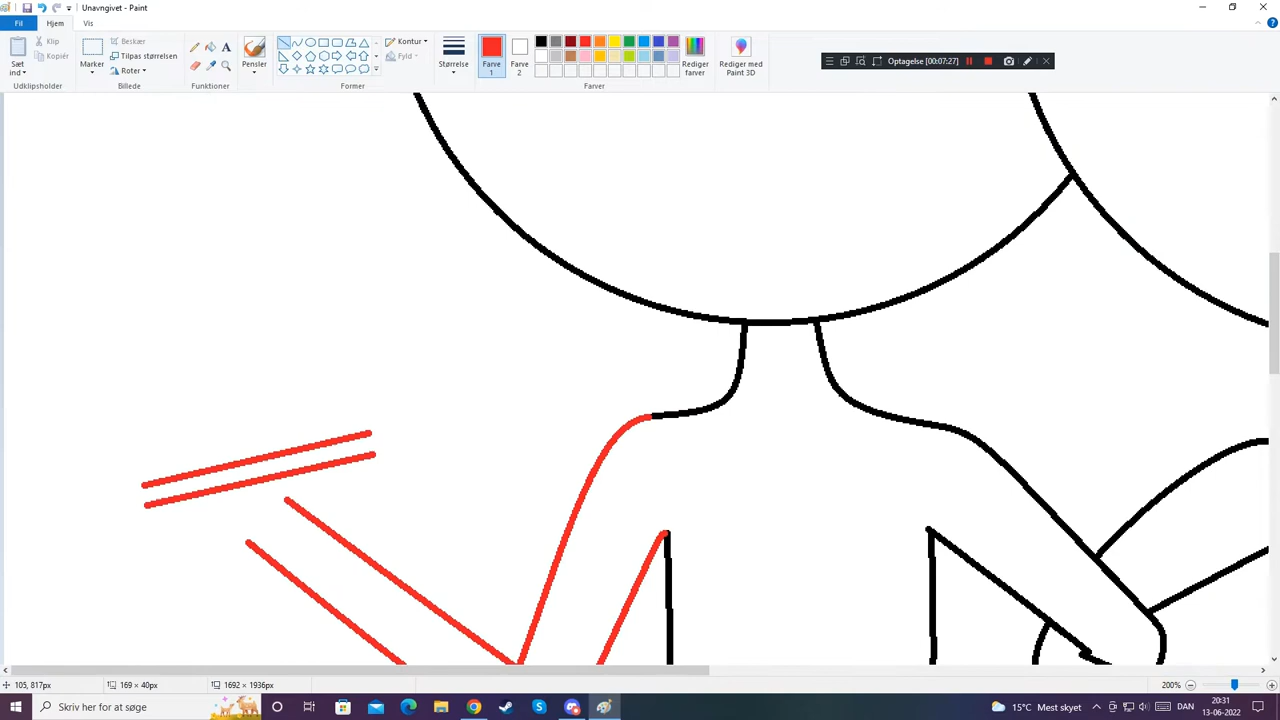 Unavngivet - Paint
Fil Hjem Vis
Sæt ind
Klip
Kopiér
Udklipsholder
Marker
Beskær
Tilpas størrelsen
Roter
Billede
Funktioner
Pensler
Kontur
Fyld
Former
Størrelse
Farve 1
Farve 2
Rediger farver
Farver
Rediger med Paint 3D
Optagelse [00:07:27]
105, 817px
169 × 40px
1692 × 1936px
200%
Skriv her for at søge
15°C Mest skyet
DAN
20:31
13-06-2022